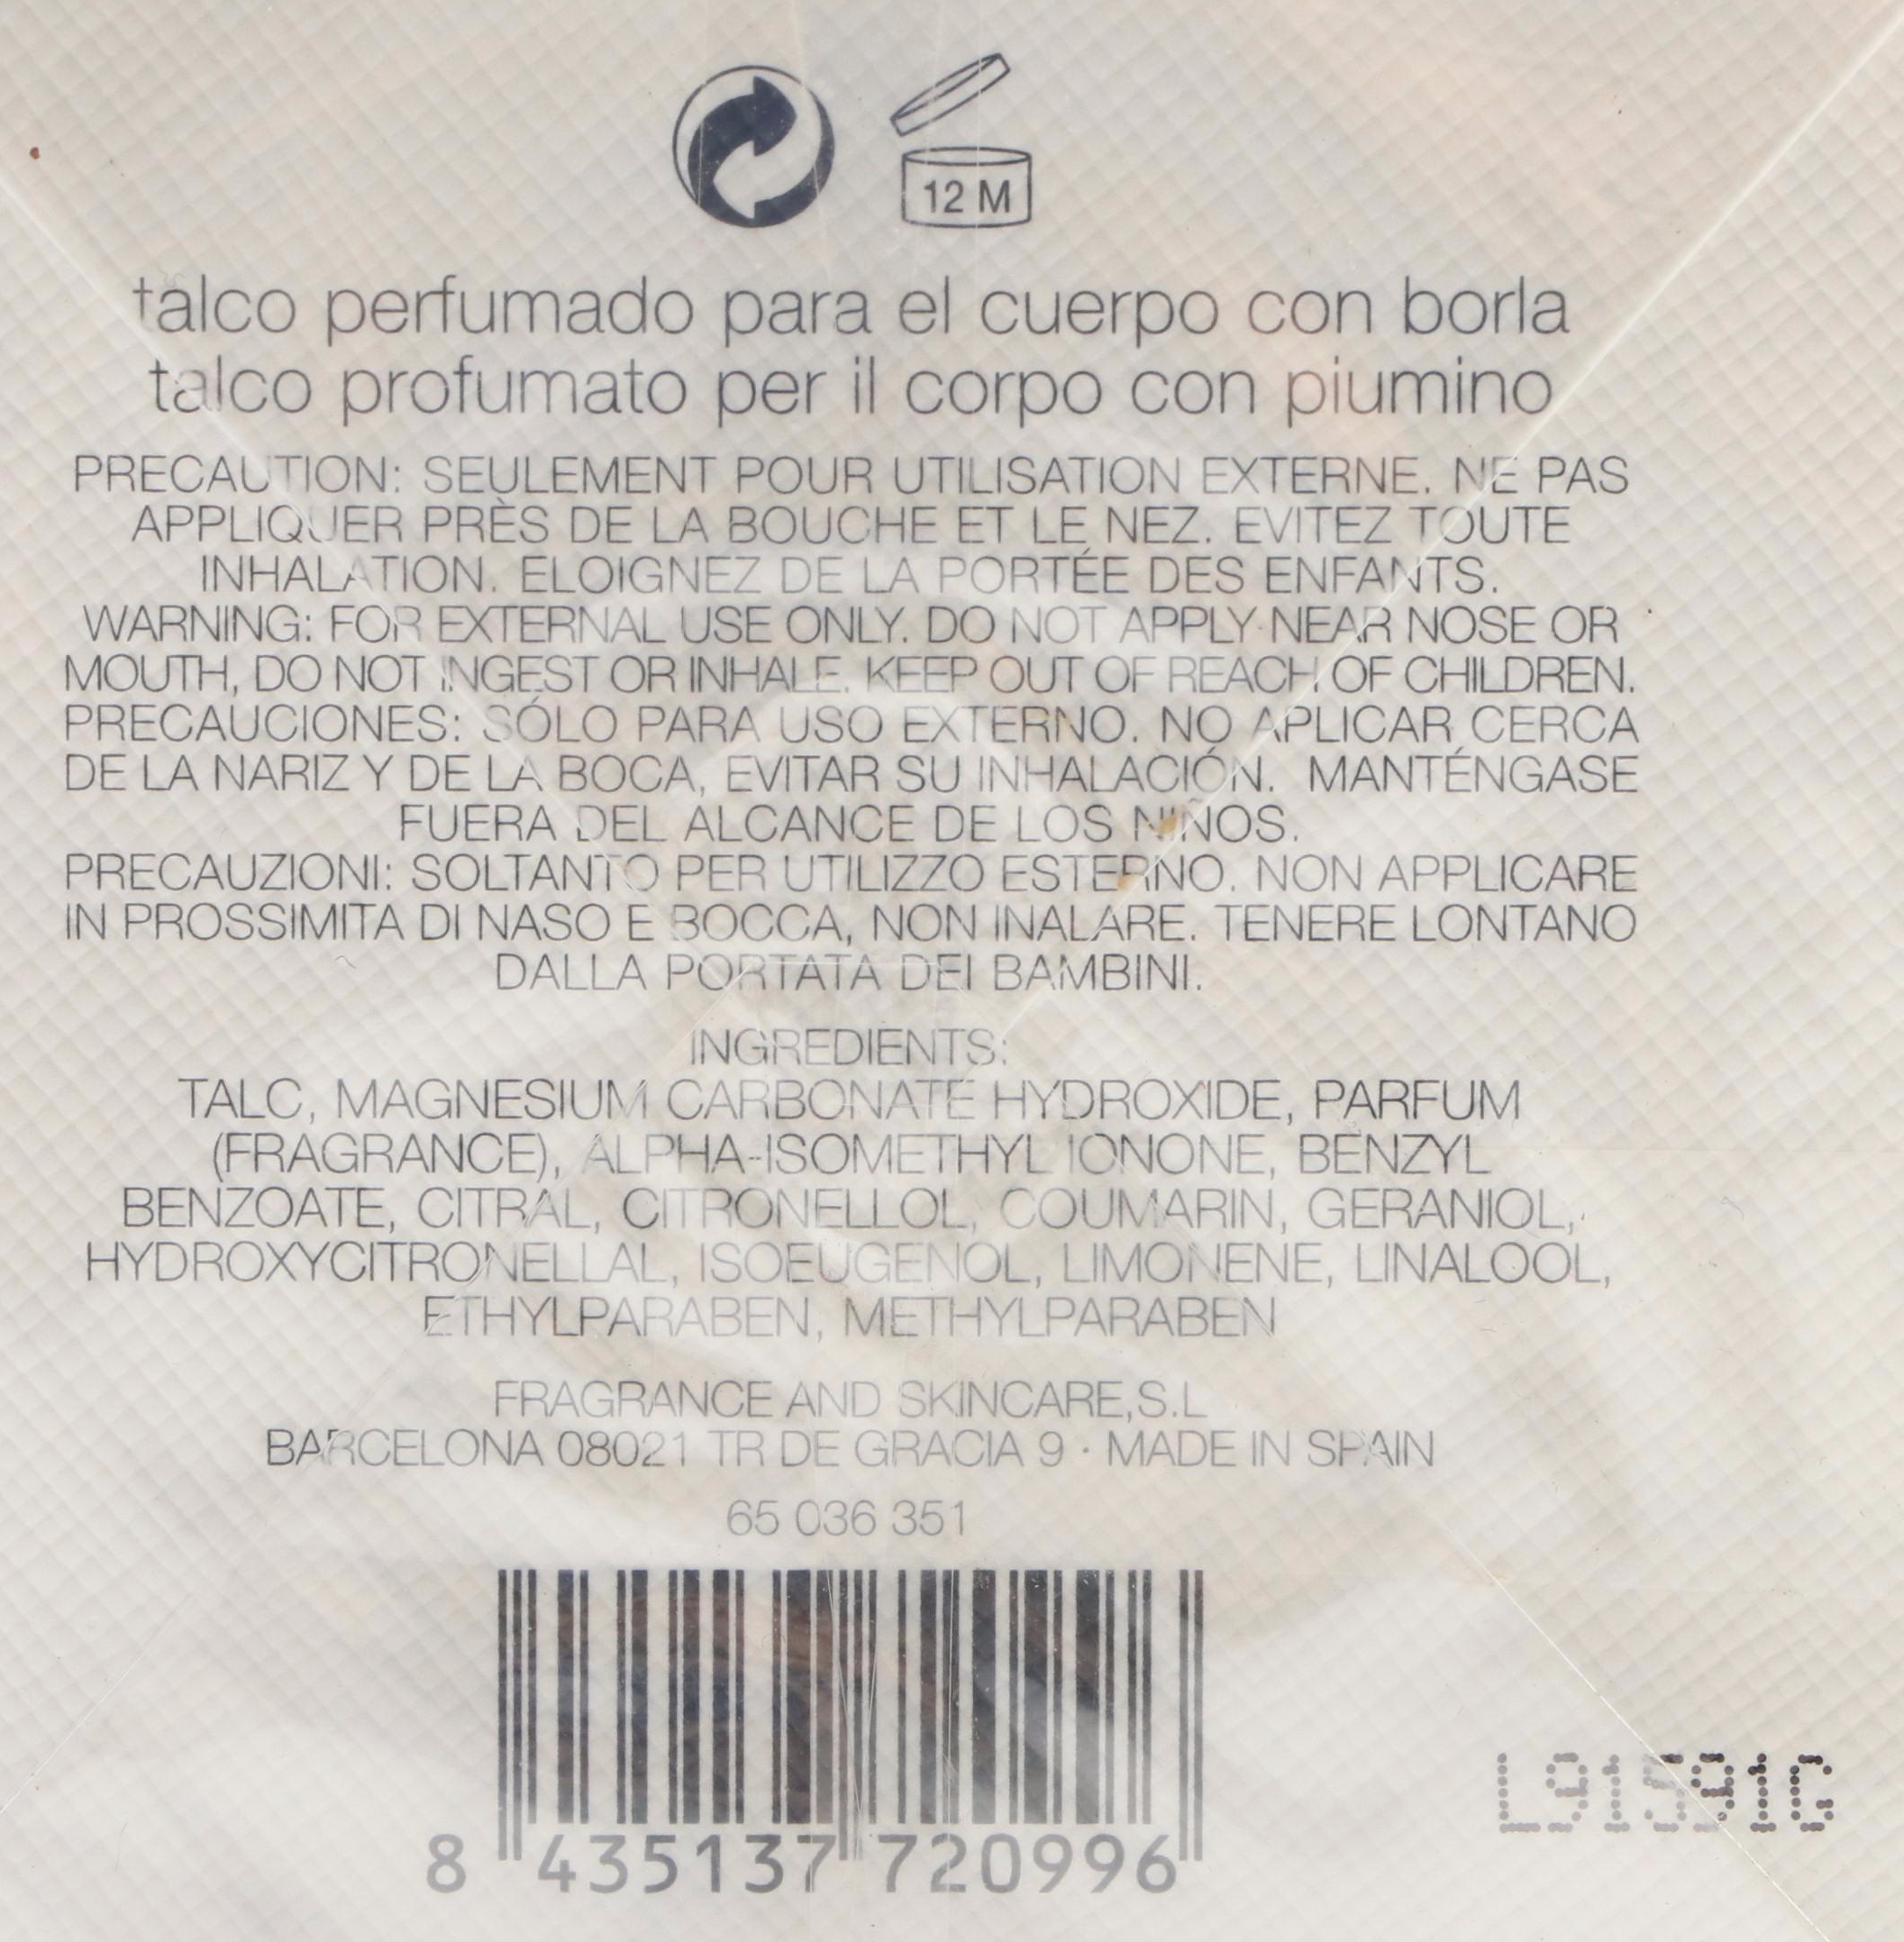 12 M
talco perfumado para el cuerpo con borla
talco profumato per il corpo con piumino
PRECAUTION: SEULEMENT POUR UTILISATION EXTERNE. NE PAS
APPLIQUER PRÈS DE LA BOUCHE ET LE NEZ. EVITEZ TOUTE
INHALATION. ELOIGNEZ DE LA PORTÉE DES ENFANTS.
WARNING: FOR EXTERNAL USE ONLY. DO NOT APPLY NEAR NOSE OR
MOUTH, DO NOT INGEST OR INHALE. KEEP OUT OF REACH OF CHILDREN.
PRECAUCIONES: SÓLO PARA USO EXTERNO. NO APLICAR CERCA
DE LA NARIZ Y DE LA BOCA, EVITAR SU INHALACIÓN. MANTÉNGASE
FUERA DEL ALCANCE DE LOS NIÑOS.
PRECAUZIONI: SOLTANTO PER UTILIZZO ESTERNO. NON APPLICARE
IN PROSSIMITA DI NASO E BOCCA, NON INALARE. TENERE LONTANO
DALLA PORTATA DEI BAMBINI.
INGREDIENTS:
TALC, MAGNESIUM CARBONATE HYDROXIDE, PARFUM
(FRAGRANCE), ALPHA-ISOMETHYL IONONE, BENZYL
BENZOATE, CITRAL, CITRONELLOL, COUMARIN, GERANIOL,
HYDROXYCITRONELLAL, ISOEUGENOL, LIMONENE, LINALOOL,
ETHYLPARABEN, METHYLPARABEN
FRAGRANCE AND SKINCARE,S.L
BARCELONA 08021 TR DE GRACIA 9 · MADE IN SPAIN
65 036 351
8 435137 720996
L91591G